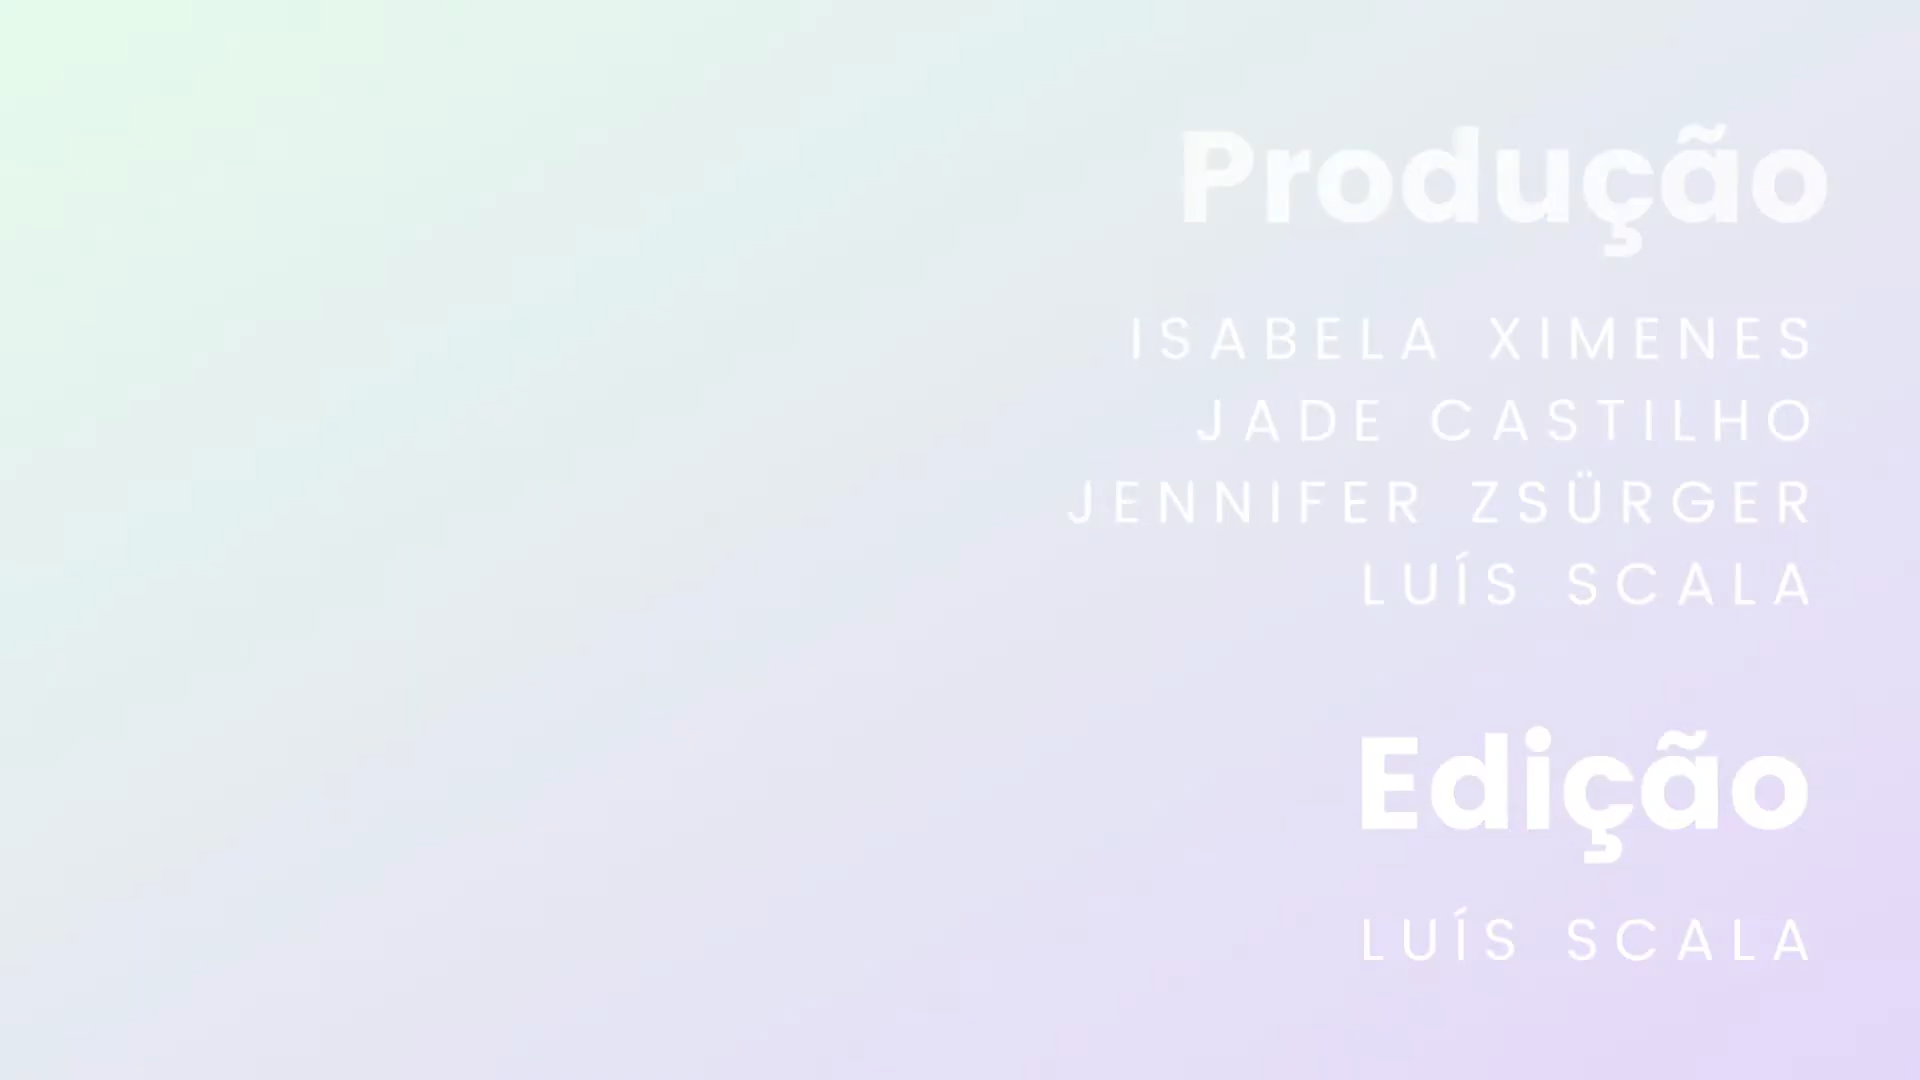 Produção
ISABELA XIMENES
JADE CASTILHO
JENNIFER ZSÜRGER
LUÍS SCALA
Edição
LUÍS SCALA